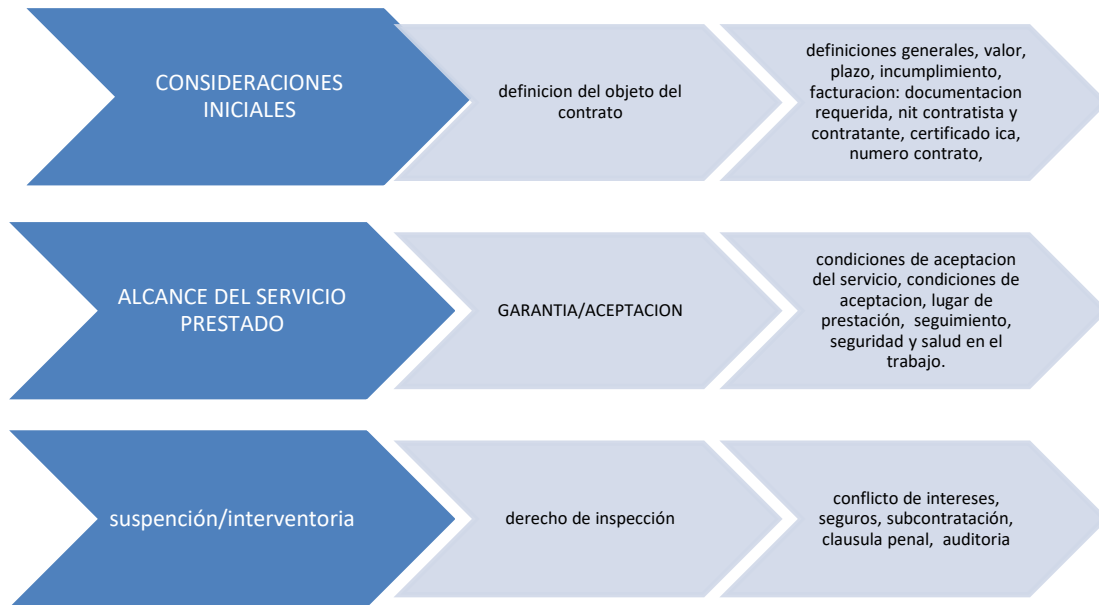 CONSIDERACIONES
INICIALES
definicion del objeto del
contrato
definiciones generales, valor,
plazo, incumplimiento,
facturacion: documentacion
requerida, nit contratista y
contratante, certificado ica,
numero contrato,
ALCANCE DEL SERVICIO
PRESTADO
GARANTIA/ACEPTACION
condiciones de aceptacion
del servicio, condiciones de
aceptacion, lugar de
prestación, seguimiento,
seguridad y salud en el
trabajo.
suspención/interventoria
derecho de inspección
conflicto de intereses,
seguros, subcontratación,
clausula penal, auditoria